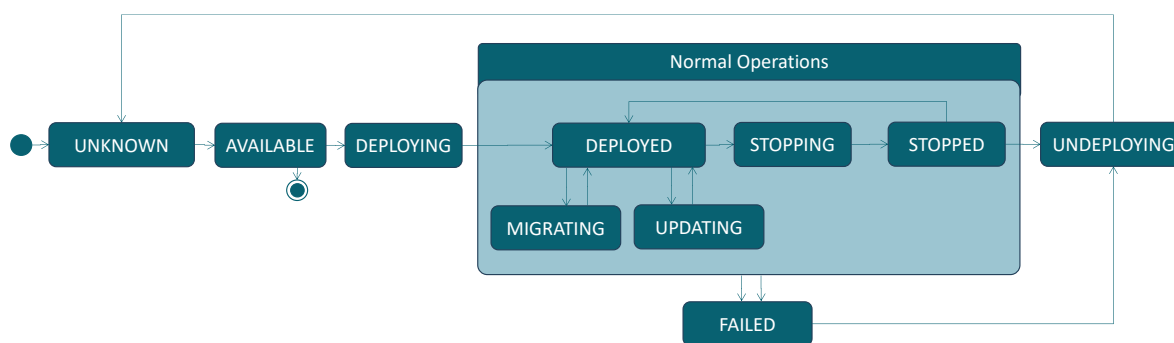 Normal Operations
UNKNOWN
AVAILABLE
DEPLOYING
DEPLOYED
STOPPING
STOPPED
UNDEPLOYING
MIGRATING
UPDATING
FAILED